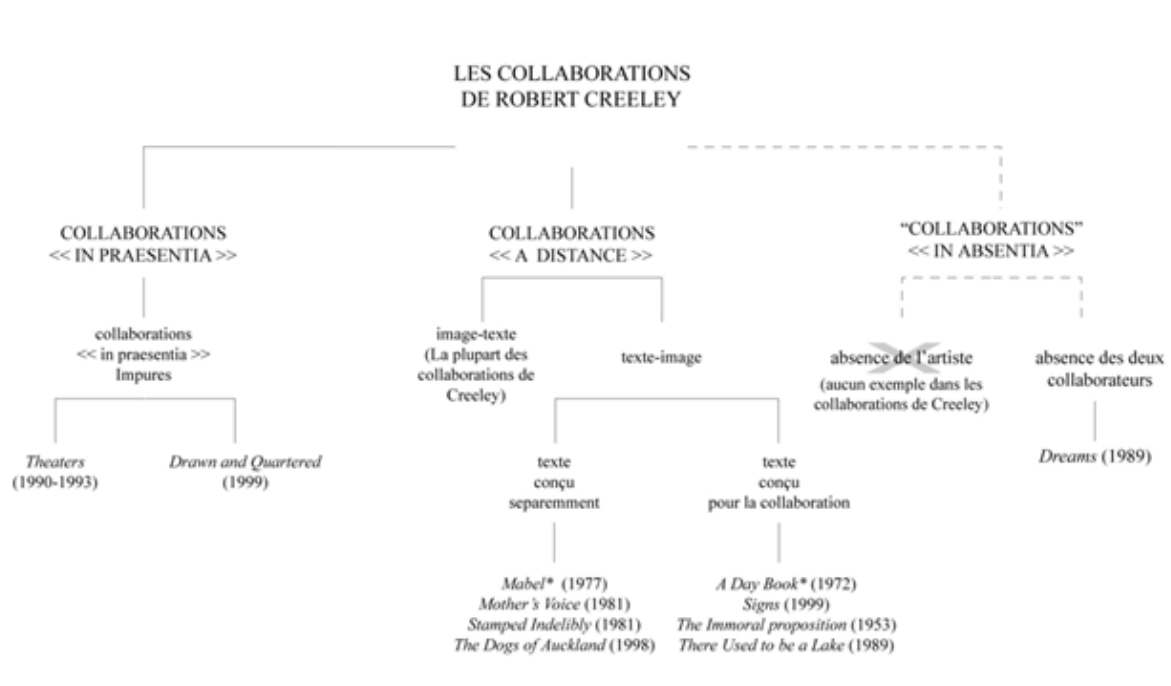 LES COLLABORATIONS
DE ROBERT CREELEY
COLLABORATIONS
<< IN PRAESENTIA >>
COLLABORATIONS
<< A DISTANCE >>
“COLLABORATIONS”
<< IN ABSENTIA >>
collaborations
<< in praesentia >>
Impures
image-texte
(La plupart des
collaborations de
Creeley)
texte-image
absence de l’artiste
(aucun exemple dans les
collaborations de Creeley)
absence des deux
collaborateurs
Theaters
(1990-1993)
Drawn and Quartered
(1999)
texte
conçu
separemment
texte
conçu
pour la collaboration
Dreams (1989)
Mabel* (1977)
Mother’s Voice (1981)
Stamped Indelibly (1981)
The Dogs of Auckland (1998)
A Day Book* (1972)
Signs (1999)
The Immoral proposition (1953)
There Used to be a Lake (1989)